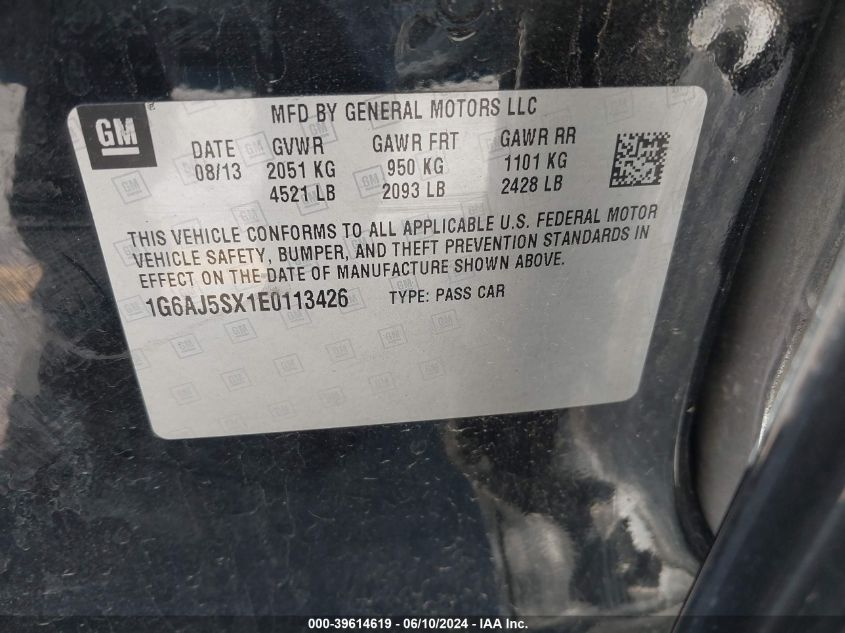 GM
MFD BY GENERAL MOTORS LLC
DATE GVWR GAWR FRT GAWR RR
08/13 2051 KG 950 KG 1101 KG
4521 LB 2093 LB 2428 LB
THIS VEHICLE CONFORMS TO ALL APPLICABLE U.S. FEDERAL MOTOR
VEHICLE SAFETY, BUMPER, AND THEFT PREVENTION STANDARDS IN
EFFECT ON THE DATE OF MANUFACTURE SHOWN ABOVE.
1G6AJ5SX1E0113426 TYPE: PASS CAR
000-39614619 - 06/10/2024 - IAA Inc.